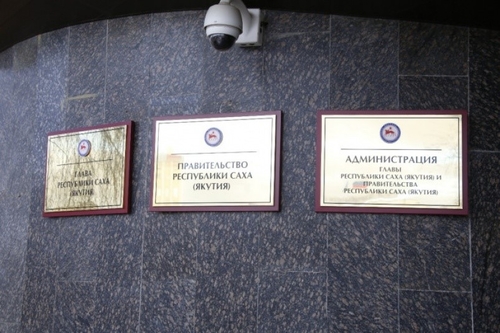 ГЛАВА
РЕСПУБЛИКИ САХА
(ЯКУТИЯ)
ПРАВИТЕЛЬСТВО
РЕСПУБЛИКИ САХА
(ЯКУТИЯ)
АДМИНИСТРАЦИЯ
ГЛАВЫ
РЕСПУБЛИКИ САХА (ЯКУТИЯ) И
ПРАВИТЕЛЬСТВА
РЕСПУБЛИКИ САХА (ЯКУТИЯ)